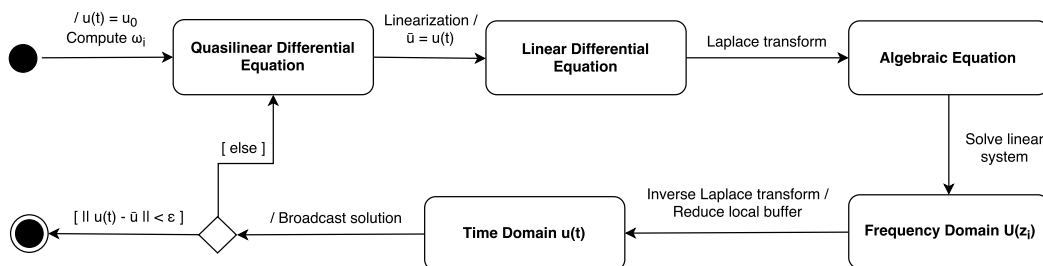 / u(t) = u₀
Compute ωᵢ
Quasilinear Differential
Equation
Linearization /
ū = u(t)
Linear Differential
Equation
Laplace transform
Algebraic Equation
Solve linear
system
[ else ]
Inverse Laplace transform /
Reduce local buffer
[ || u(t) - ū || < ε ]
/ Broadcast solution
Time Domain u(t)
Frequency Domain U(zᵢ)